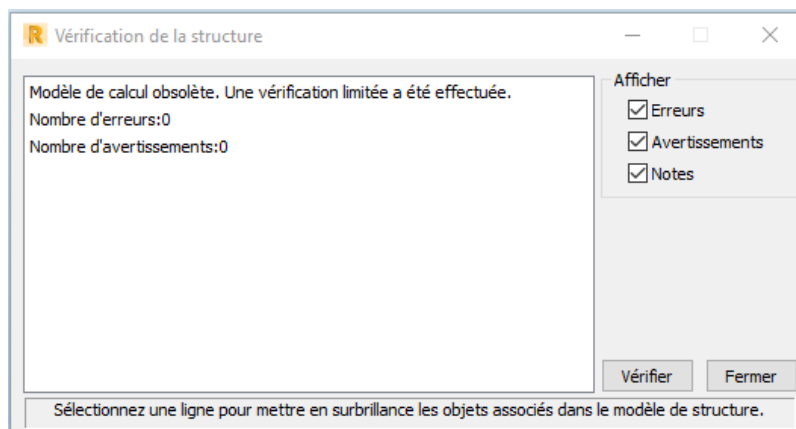 Vérification de la structure
Modèle de calcul obsolète. Une vérification limitée a été effectuée.
Nombre d'erreurs:0
Nombre d'avertissements:0
Afficher
Erreurs
Avertissements
Notes
Vérifier
Fermer
Sélectionnez une ligne pour mettre en surbrillance les objets associés dans le modèle de structure.